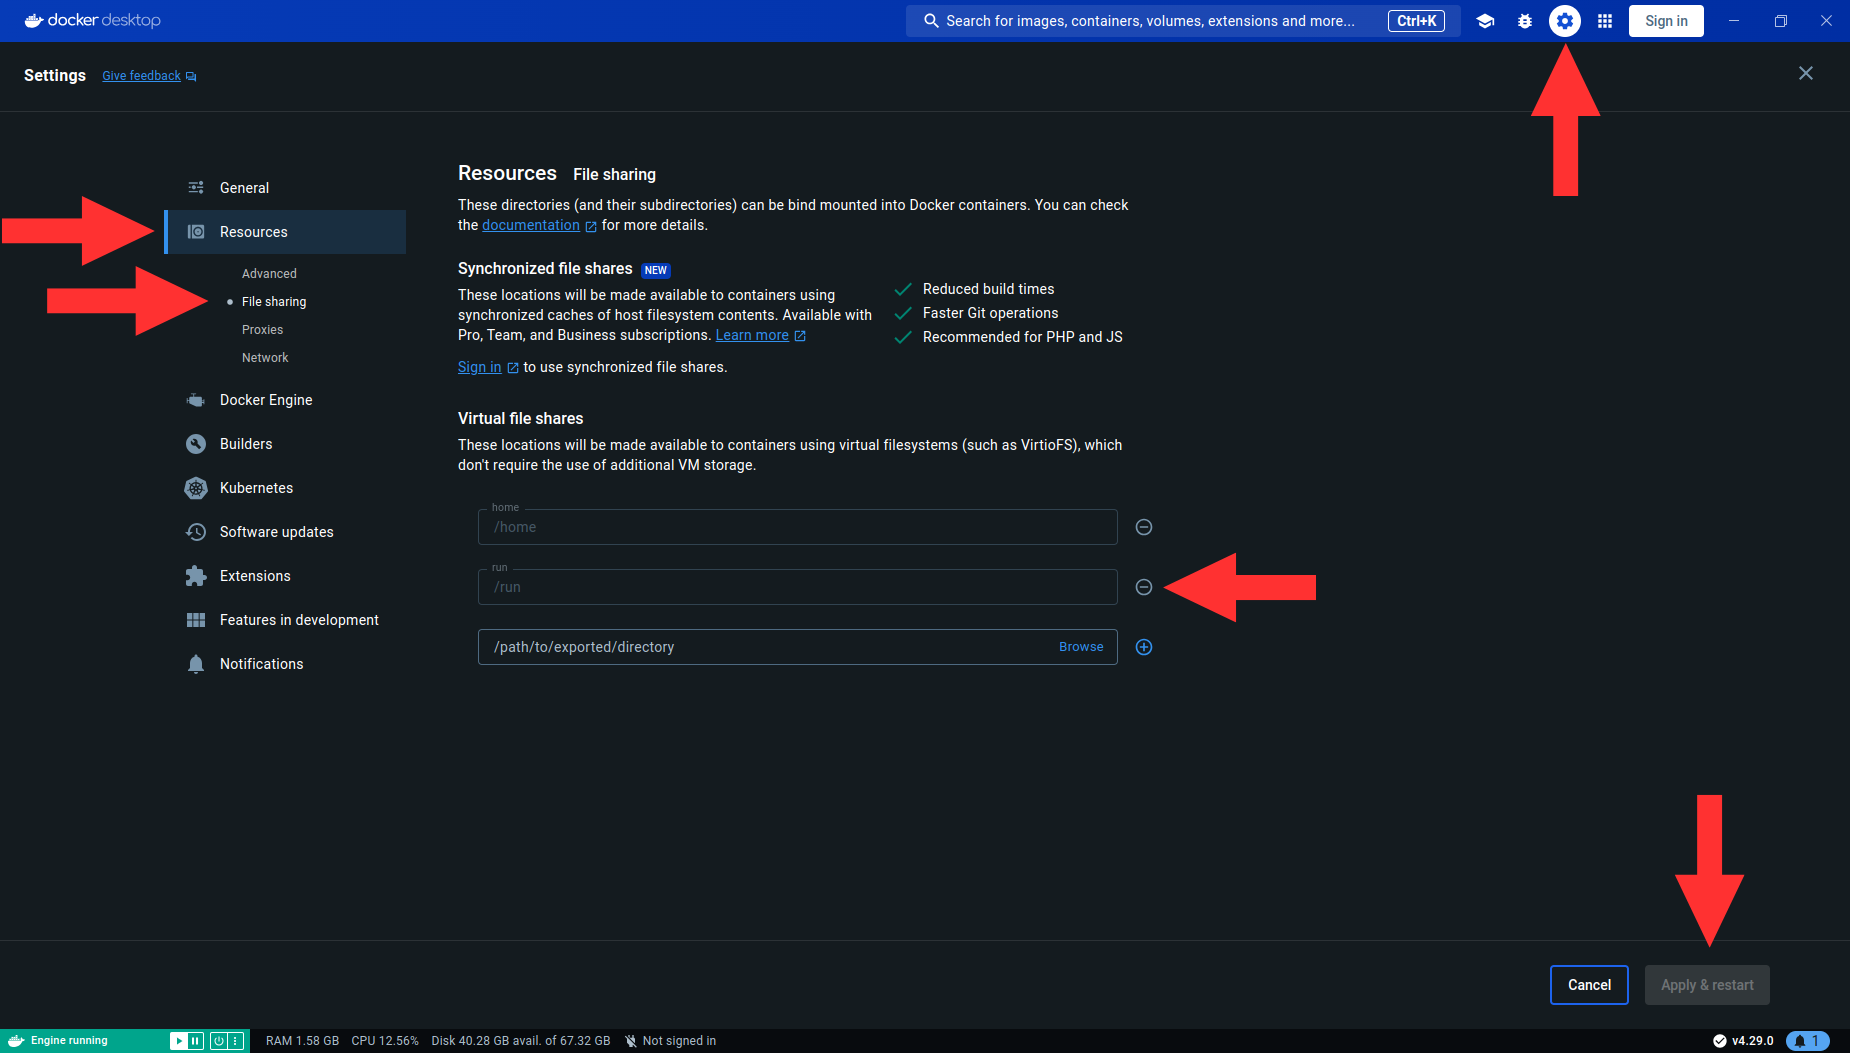 docker desktop
Search for images, containers, volumes, extensions and more...
Ctrl+K
Sign in
Settings
Give feedback
General
Resources
Advanced
File sharing
Proxies
Network
Docker Engine
Builders
Kubernetes
Software updates
Extensions
Features in development
Notifications
Resources File sharing
These directories (and their subdirectories) can be bind mounted into Docker containers. You can check
the documentation for more details.
Synchronized file shares NEW
These locations will be made available to containers using
synchronized caches of host filesystem contents. Available with
Pro, Team, and Business subscriptions. Learn more
Sign in to use synchronized file shares.
Reduced build times
Faster Git operations
Recommended for PHP and JS
Virtual file shares
These locations will be made available to containers using virtual filesystems (such as VirtioFS), which
don't require the use of additional VM storage.
home
/home
run
/run
/path/to/exported/directory
Browse
Cancel
Apply & restart
Engine running
RAM 1.58 GB CPU 12.56% Disk 40.28 GB avail. of 67.32 GB Not signed in
v4.29.0
1